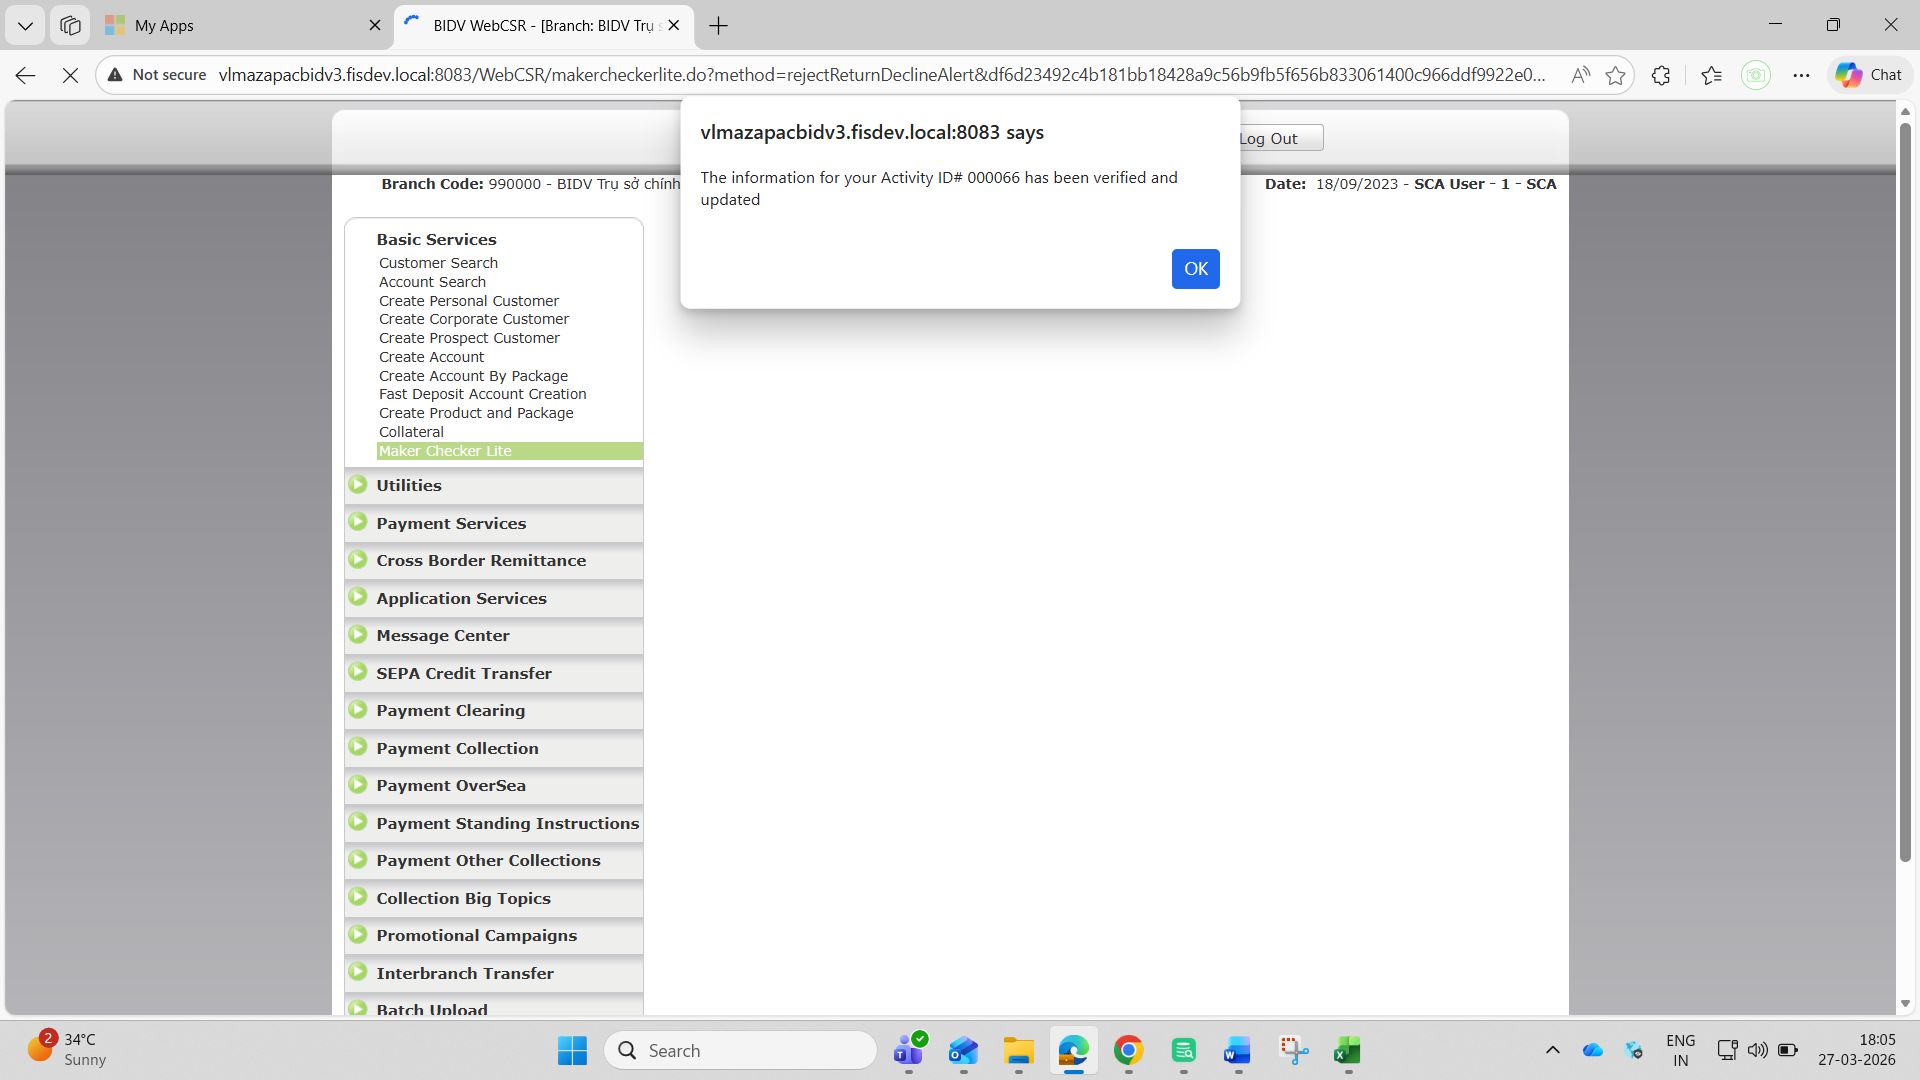 My Apps
BIDV WebCSR - [Branch: BIDV Trụ s
Not secure
vlmazapacbidv3.fisdev.local:8083/WebCSR/makercheckerlite.do?method=rejectReturnDeclineAlert&df6d23492c4b181bb18428a9c56b9fb5f656b833061400c966ddf9922e0...
Chat
vlmazapacbidv3.fisdev.local:8083 says
The information for your Activity ID# 000066 has been verified and
updated
OK
Log Out
Branch Code: 990000 - BIDV Trụ sở chính
Date: 18/09/2023 - SCA User - 1 - SCA
Basic Services
Customer Search
Account Search
Create Personal Customer
Create Corporate Customer
Create Prospect Customer
Create Account
Create Account By Package
Fast Deposit Account Creation
Create Product and Package
Collateral
Maker Checker Lite
Utilities
Payment Services
Cross Border Remittance
Application Services
Message Center
SEPA Credit Transfer
Payment Clearing
Payment Collection
Payment OverSea
Payment Standing Instructions
Payment Other Collections
Collection Big Topics
Promotional Campaigns
Interbranch Transfer
Batch Upload
2
34°C
Sunny
Search
ENG
IN
18:05
27-03-2026